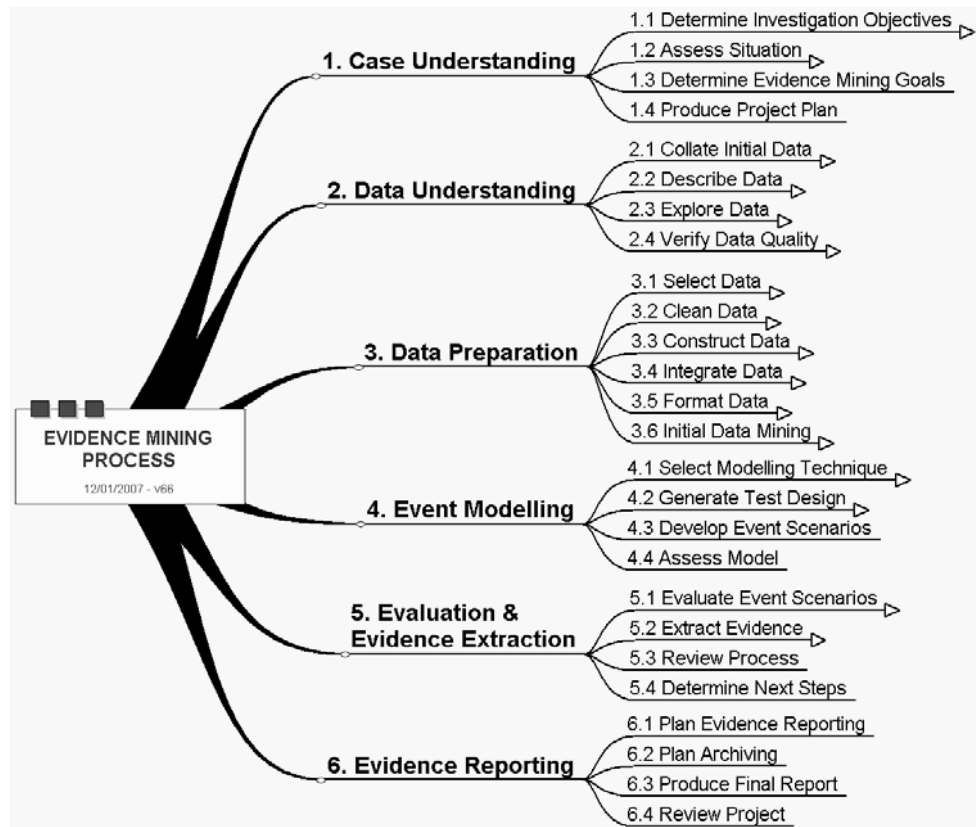 EVIDENCE MINING
PROCESS
12/01/2007 - v66
1. Case Understanding
1.1 Determine Investigation Objectives
1.2 Assess Situation
1.3 Determine Evidence Mining Goals
1.4 Produce Project Plan
2. Data Understanding
2.1 Collate Initial Data
2.2 Describe Data
2.3 Explore Data
2.4 Verify Data Quality
3. Data Preparation
3.1 Select Data
3.2 Clean Data
3.3 Construct Data
3.4 Integrate Data
3.5 Format Data
3.6 Initial Data Mining
4. Event Modelling
4.1 Select Modelling Technique
4.2 Generate Test Design
4.3 Develop Event Scenarios
4.4 Assess Model
5. Evaluation &
Evidence Extraction
5.1 Evaluate Event Scenarios
5.2 Extract Evidence
5.3 Review Process
5.4 Determine Next Steps
6. Evidence Reporting
6.1 Plan Evidence Reporting
6.2 Plan Archiving
6.3 Produce Final Report
6.4 Review Project